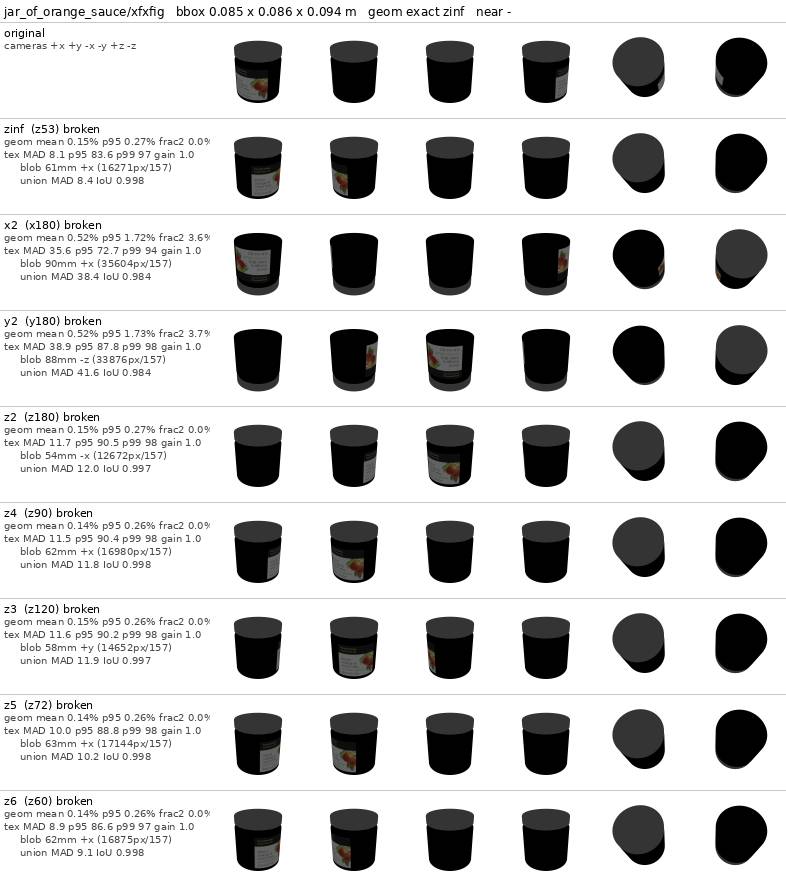 jar_of_orange_sauce/xfxfig bbox 0.085 x 0.086 x 0.094 m geom exact zinf near -
original
cameras +x +y -x -y +z -z
zinf (z53) broken
geom mean 0.15% p95 0.27% frac2 0.0%
tex MAD 8.1 p95 83.6 p99 97 gain 1.0
blob 61mm +x (16271px/157)
union MAD 8.4 IoU 0.998
x2 (x180) broken
geom mean 0.52% p95 1.72% frac2 3.6%
tex MAD 35.6 p95 72.7 p99 94 gain 1.0
blob 90mm +x (35604px/157)
union MAD 38.4 IoU 0.984
y2 (y180) broken
geom mean 0.52% p95 1.73% frac2 3.7%
tex MAD 38.9 p95 87.8 p99 98 gain 1.0
blob 88mm -z (33876px/157)
union MAD 41.6 IoU 0.984
z2 (z180) broken
geom mean 0.15% p95 0.27% frac2 0.0%
tex MAD 11.7 p95 90.5 p99 98 gain 1.0
blob 54mm -x (12672px/157)
union MAD 12.0 IoU 0.997
z4 (z90) broken
geom mean 0.14% p95 0.26% frac2 0.0%
tex MAD 11.5 p95 90.4 p99 98 gain 1.0
blob 62mm +x (16980px/157)
union MAD 11.8 IoU 0.998
z3 (z120) broken
geom mean 0.15% p95 0.26% frac2 0.0%
tex MAD 11.6 p95 90.2 p99 98 gain 1.0
blob 58mm +y (14652px/157)
union MAD 11.9 IoU 0.997
z5 (z72) broken
geom mean 0.14% p95 0.26% frac2 0.0%
tex MAD 10.0 p95 88.8 p99 98 gain 1.0
blob 63mm +x (17144px/157)
union MAD 10.2 IoU 0.998
z6 (z60) broken
geom mean 0.14% p95 0.26% frac2 0.0%
tex MAD 8.9 p95 86.6 p99 97 gain 1.0
blob 62mm +x (16875px/157)
union MAD 9.1 IoU 0.998